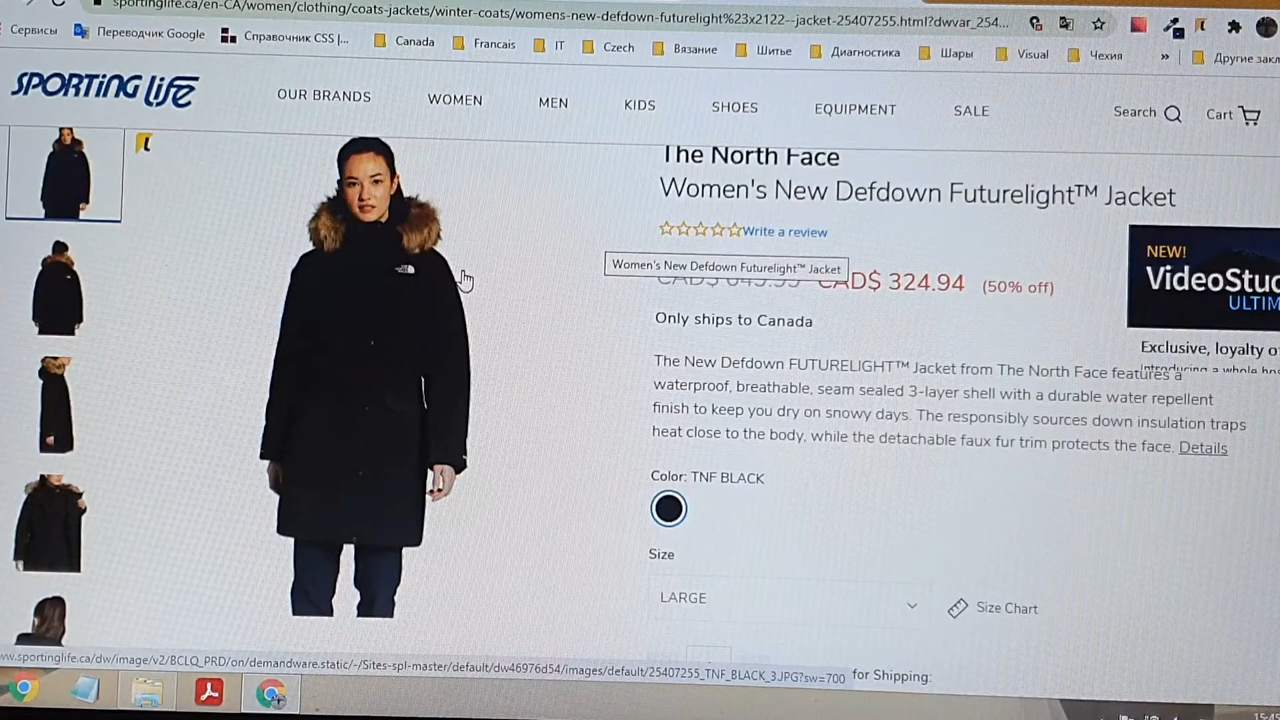 sportinglife.ca/en-CA/women/clothing/coats-jackets/winter-coats/womens-new-defdown-futurelight%23x2122--jacket-25407255.html?dwvar_254...
Сервисы Переводчик Google Справочник CSS |... Canada Francais IT Czech Вязание Шитье Диагностика Шары Visual Чехия » Другие закл
SPORTiNG LiFE
OUR BRANDS WOMEN MEN KIDS SHOES EQUIPMENT SALE Search Cart
The North Face
Women's New Defdown Futurelight™ Jacket
Write a review
Women's New Defdown Futurelight™ Jacket
CAD$ 324.94 (50% off)
Only ships to Canada
The New Defdown FUTURELIGHT™ Jacket from The North Face features a
waterproof, breathable, seam sealed 3-layer shell with a durable water repellent
finish to keep you dry on snowy days. The responsibly sources down insulation traps
heat close to the body, while the detachable faux fur trim protects the face. Details
Color: TNF BLACK
Size
LARGE
Size Chart
for Shipping:
NEW!
VideoStud
ULTIM
Exclusive, loyalty o
Introducing a whole
ww.sportinglife.ca/dw/image/v2/BCLQ_PRD/on/demandware.static/-/Sites-spl-master/default/dw46976d54/images/default/25407255_TNF_BLACK_3.JPG?sw=700